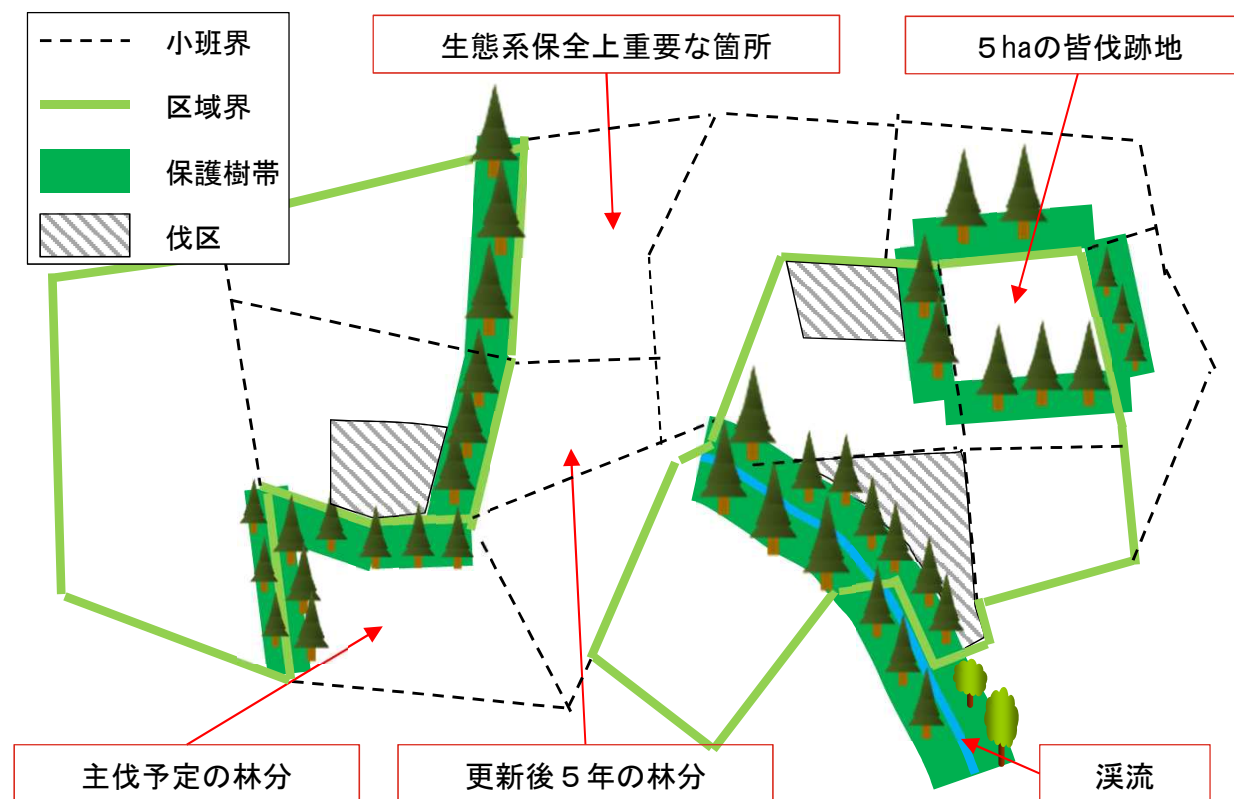 小班界
区域界
保護樹帯
伐区
生態系保全上重要な箇所
５haの皆伐跡地
主伐予定の林分
更新後５年の林分
渓流